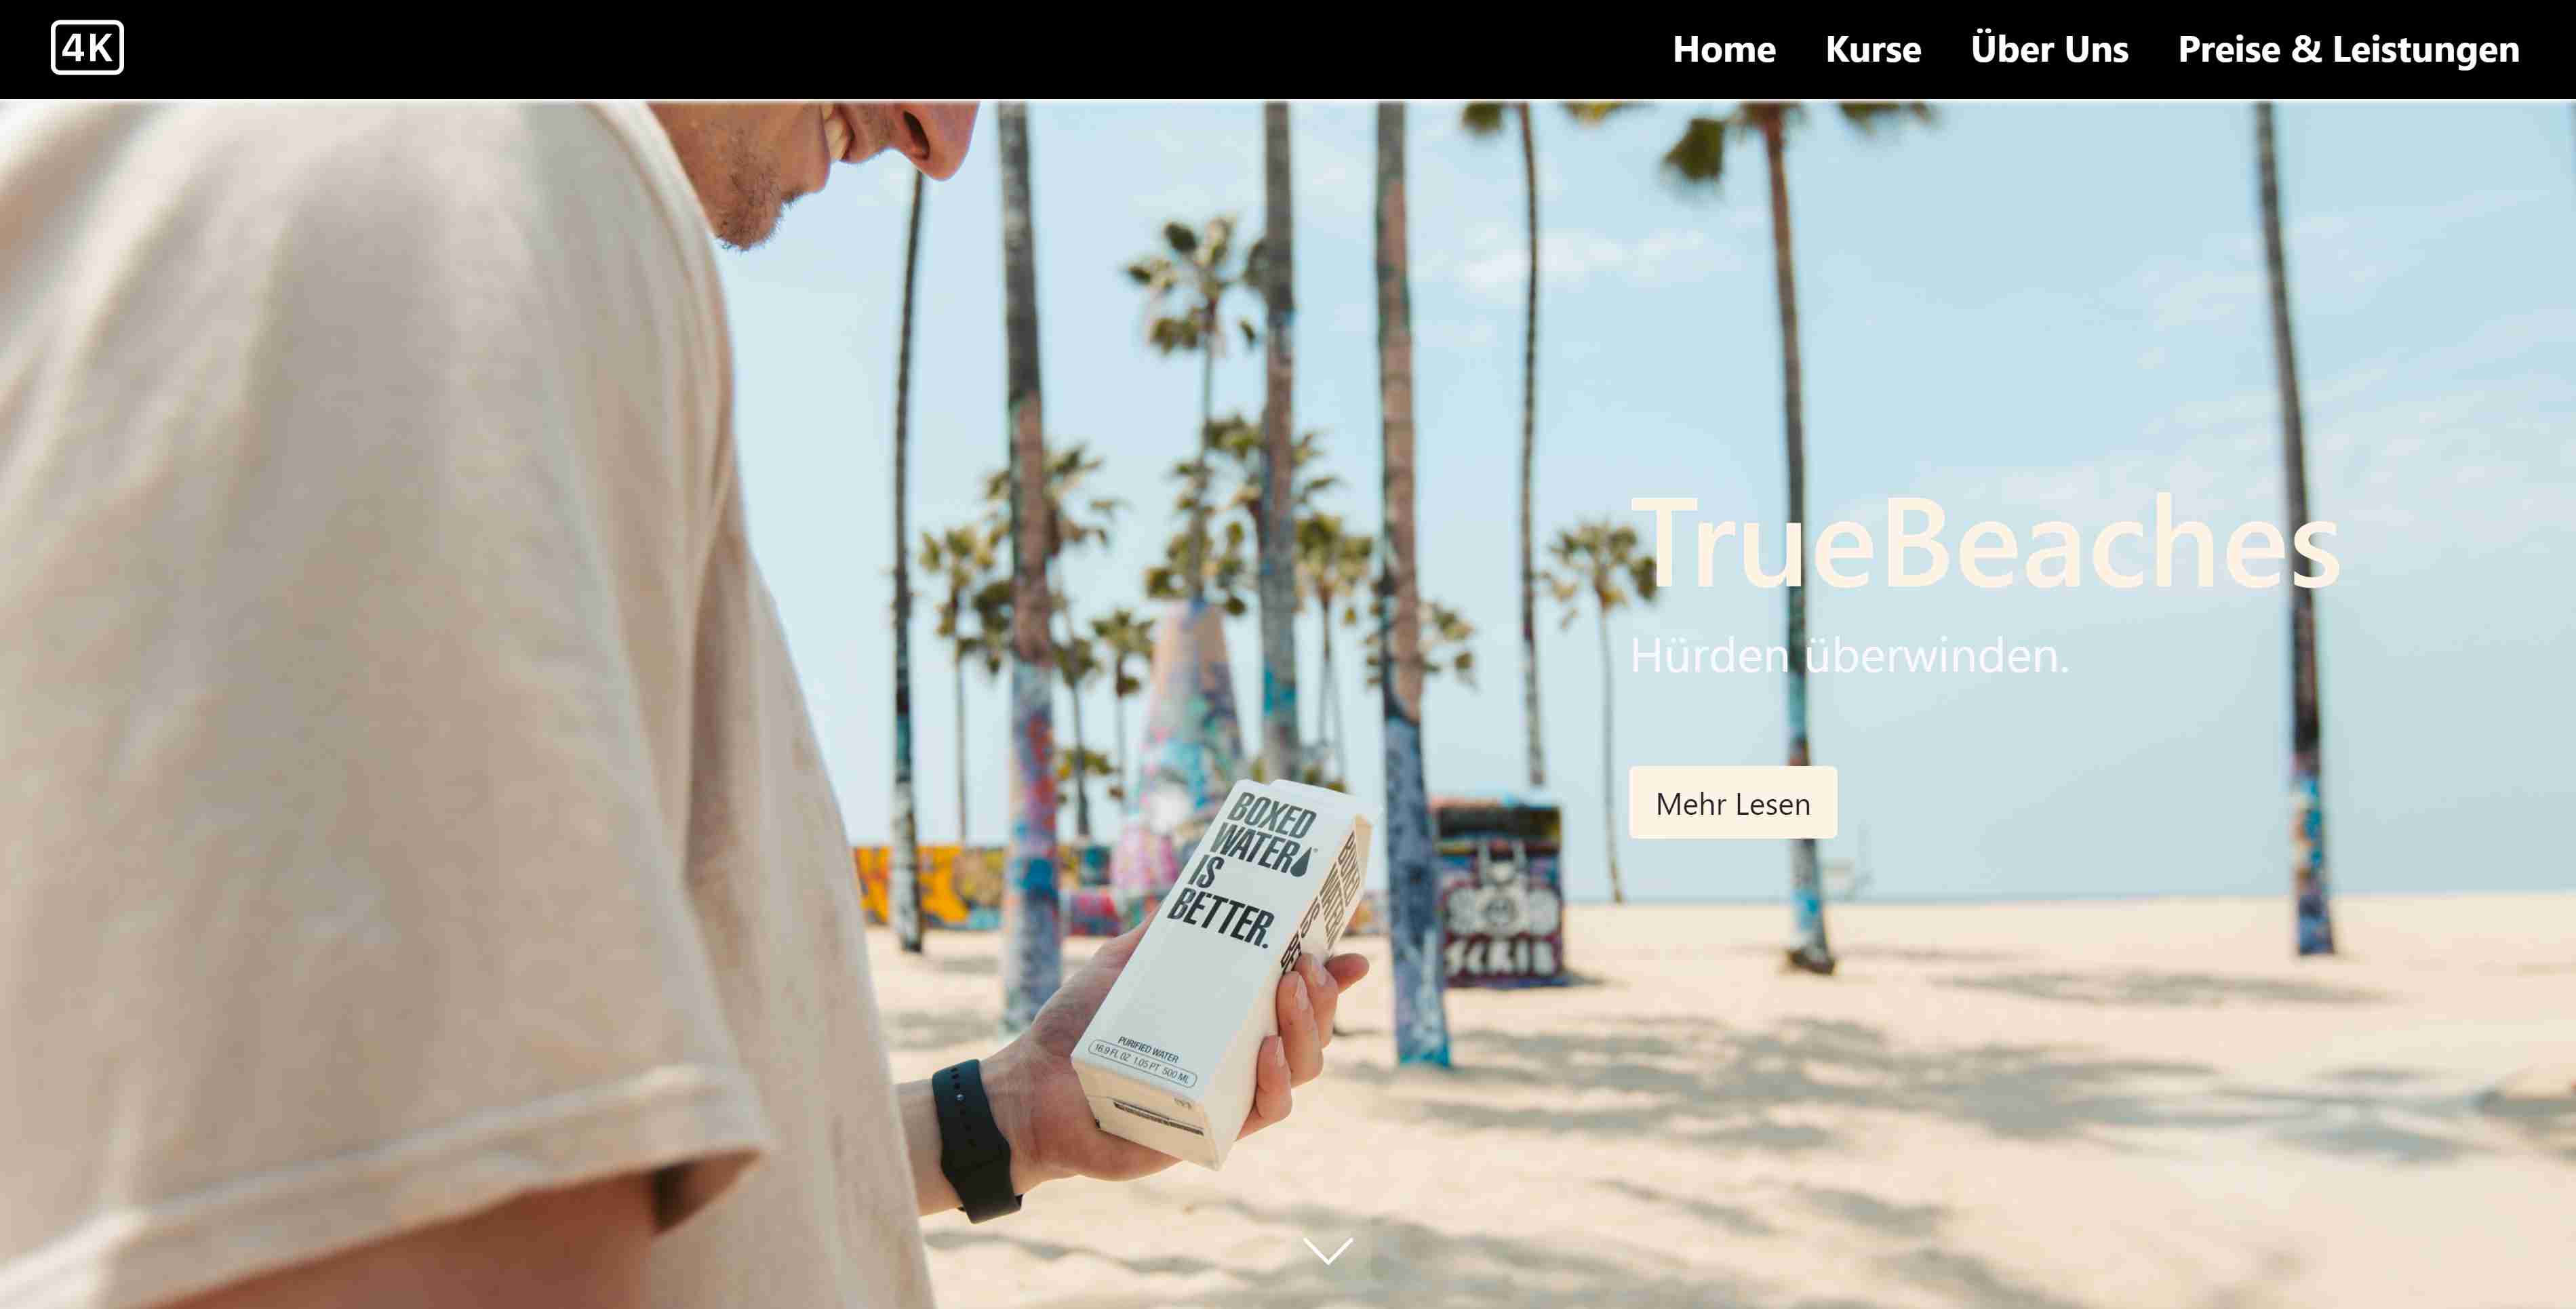 4K
Home Kurse Über Uns Preise & Leistungen
TrueBeaches
Hürden überwinden.
Mehr Lesen
BOXED
WATER
IS
BETTER.
PURIFIED WATER
16.9 FL OZ 1.05 PT 500 ML